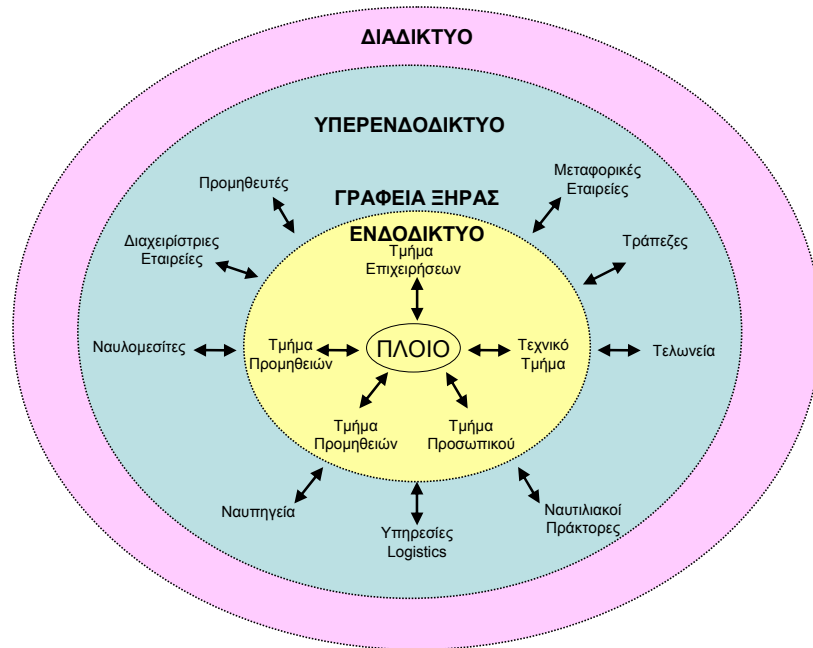 ΔΙΑΔΙΚΤΥΟ
ΥΠΕΡΕΝΔΟΔΙΚΤΥΟ
Προμηθευτές
Μεταφορικές
Εταιρείες
ΓΡΑΦΕΙΑ ΞΗΡΑΣ
Διαχειρίστριες
Εταιρείες
ΕΝΔΟΔΙΚΤΥΟ
Τμήμα
Επιχειρήσεων
Τράπεζες
Ναυλομεσίτες
Τμήμα
Προμηθειών
ΠΛΟΙΟ
Τεχνικό
Τμήμα
Τελωνεία
Τμήμα
Προμηθειών
Τμήμα
Προσωπικού
Ναυπηγεία
Υπηρεσίες
Logistics
Ναυτιλιακοί
Πράκτορες